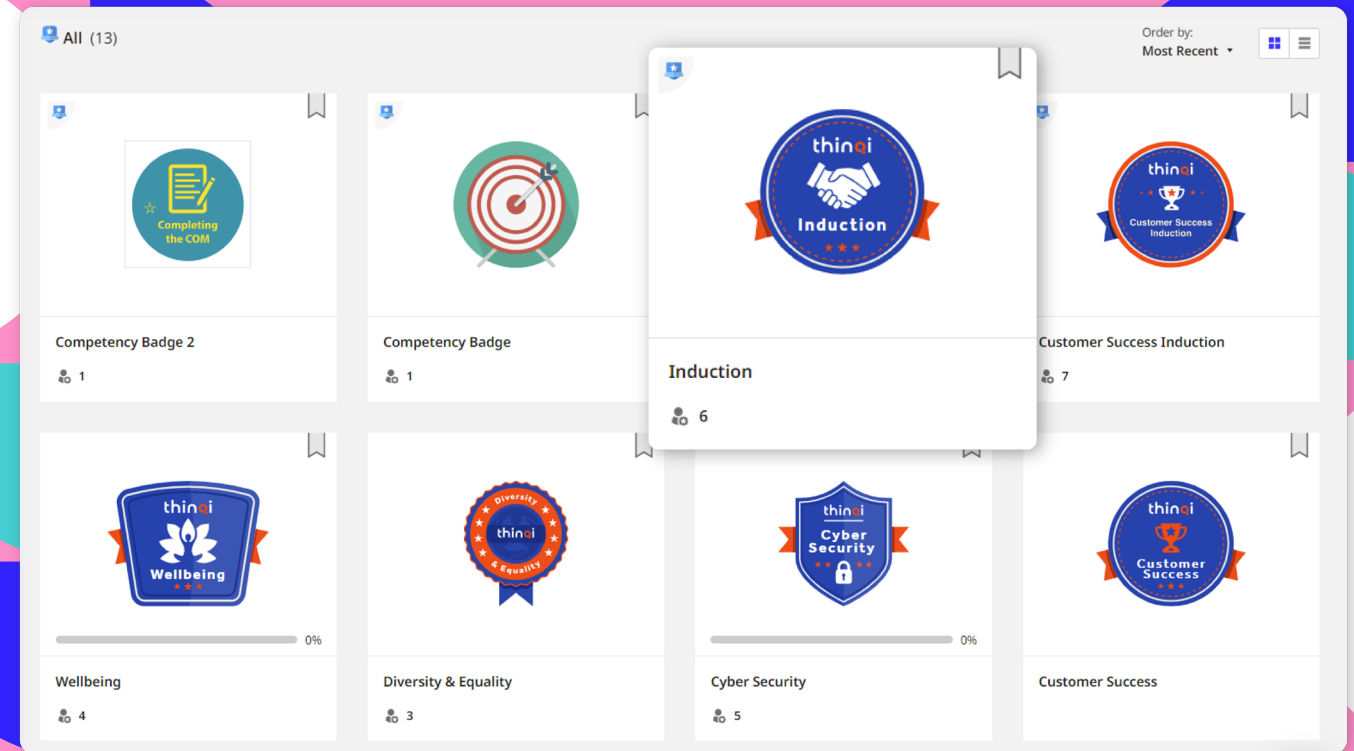 All (13)
Order by:
Most Recent
Completing
the COM
Competency Badge 2
1
Competency Badge
1
thinqi
Induction
Induction
6
thinqi
Customer Success
Induction
Customer Success Induction
7
thinqi
Wellbeing
0%
Wellbeing
4
Diversity
thinqi
& Equality
Diversity & Equality
3
thinqi
Cyber
Security
0%
Cyber Security
5
thinqi
Customer
Success
Customer Success